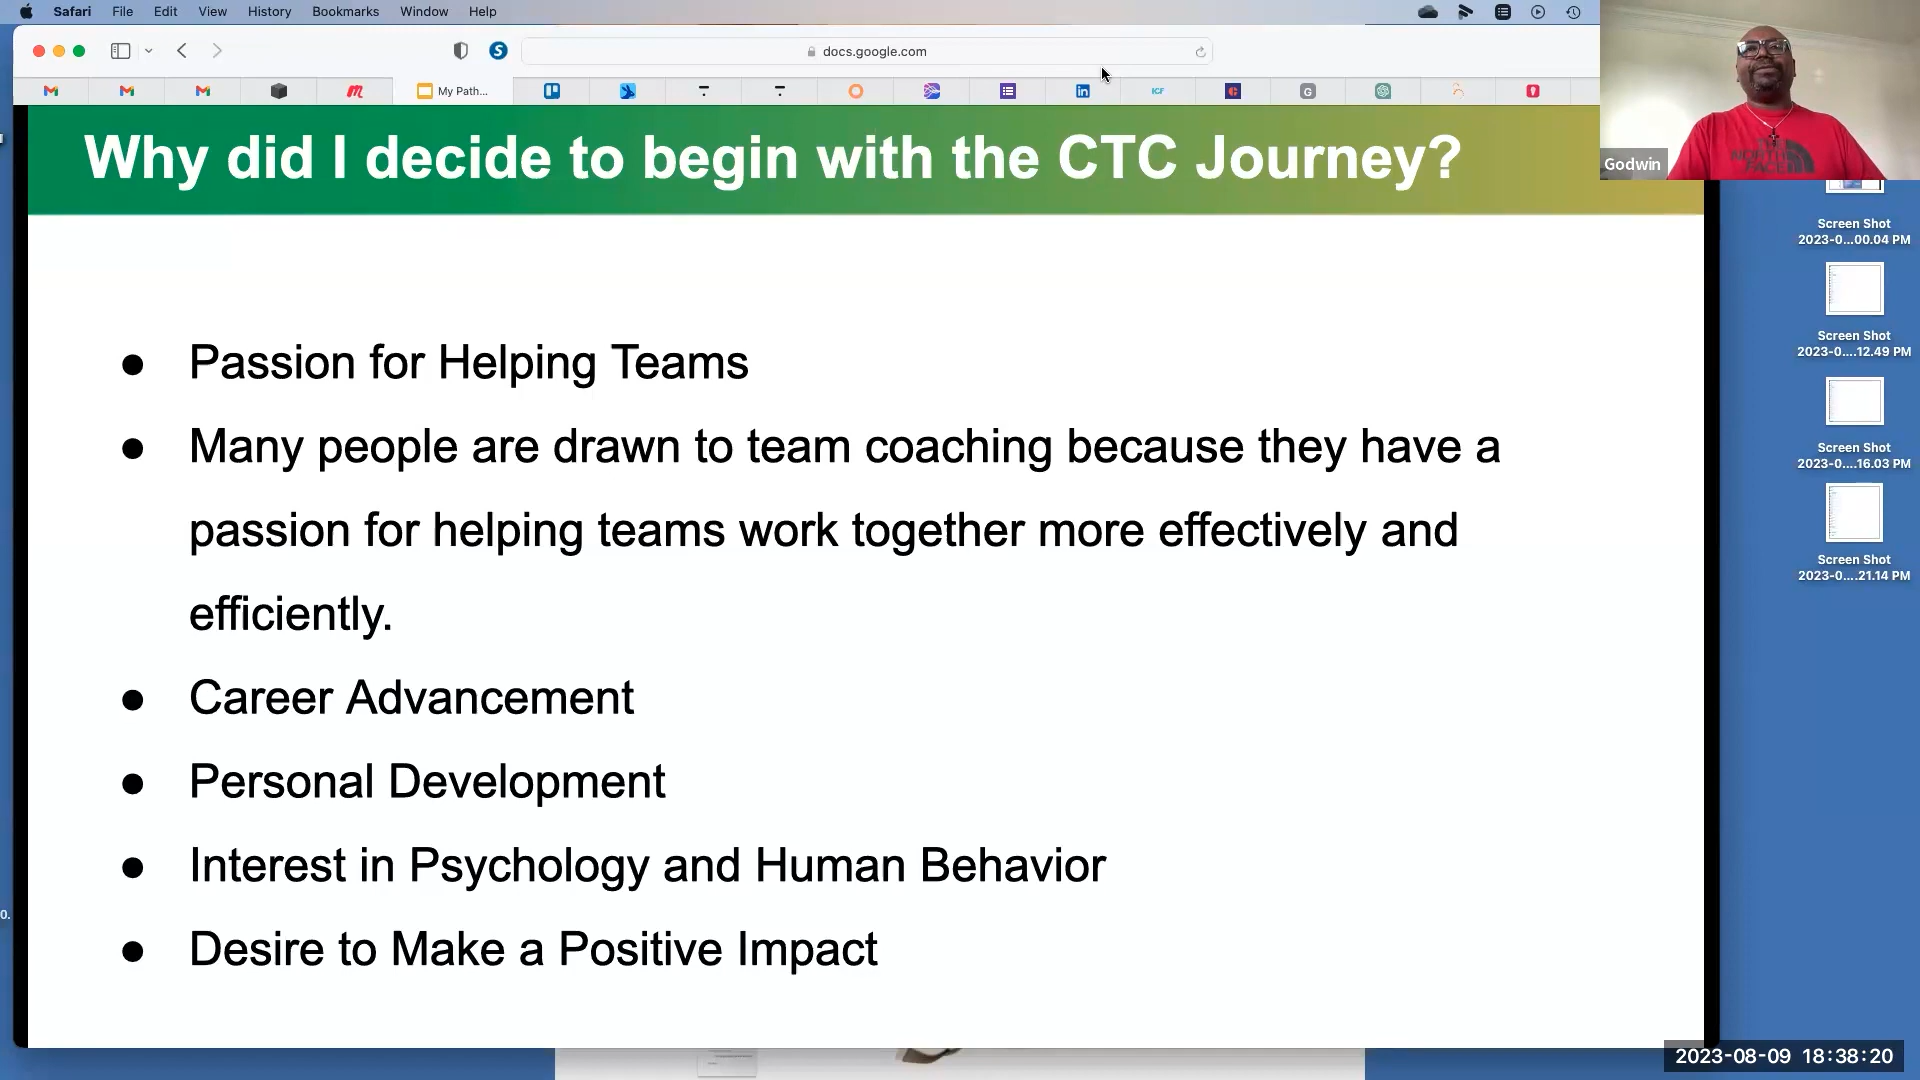 Safari File Edit View History Bookmarks Window Help
docs.google.com
My Path...
Why did I decide to begin with the CTC Journey?
Godwin
THE NORTH FACE
Screen Shot
2023-0...00.04 PM
Screen Shot
2023-0....12.49 PM
Screen Shot
2023-0....16.03 PM
Screen Shot
2023-0....21.14 PM
● Passion for Helping Teams
● Many people are drawn to team coaching because they have a
passion for helping teams work together more effectively and
efficiently.
● Career Advancement
● Personal Development
● Interest in Psychology and Human Behavior
● Desire to Make a Positive Impact
0.
2023-08-09 18:38:20